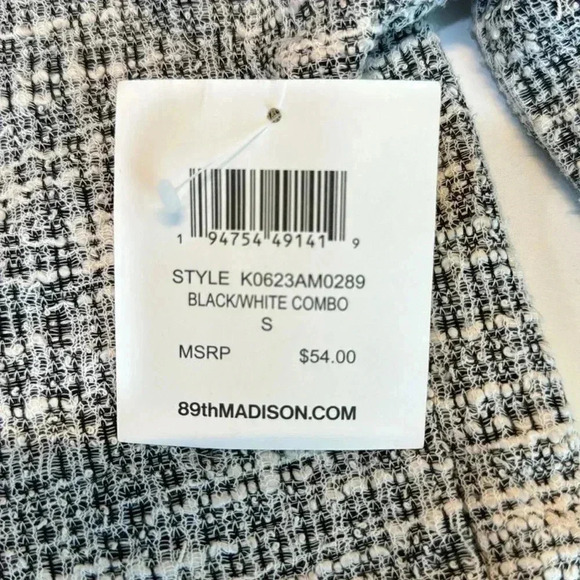 1 94754 49141 9
STYLE K0623AM0289
BLACK/WHITE COMBO
S
MSRP $54.00
89thMADISON.COM